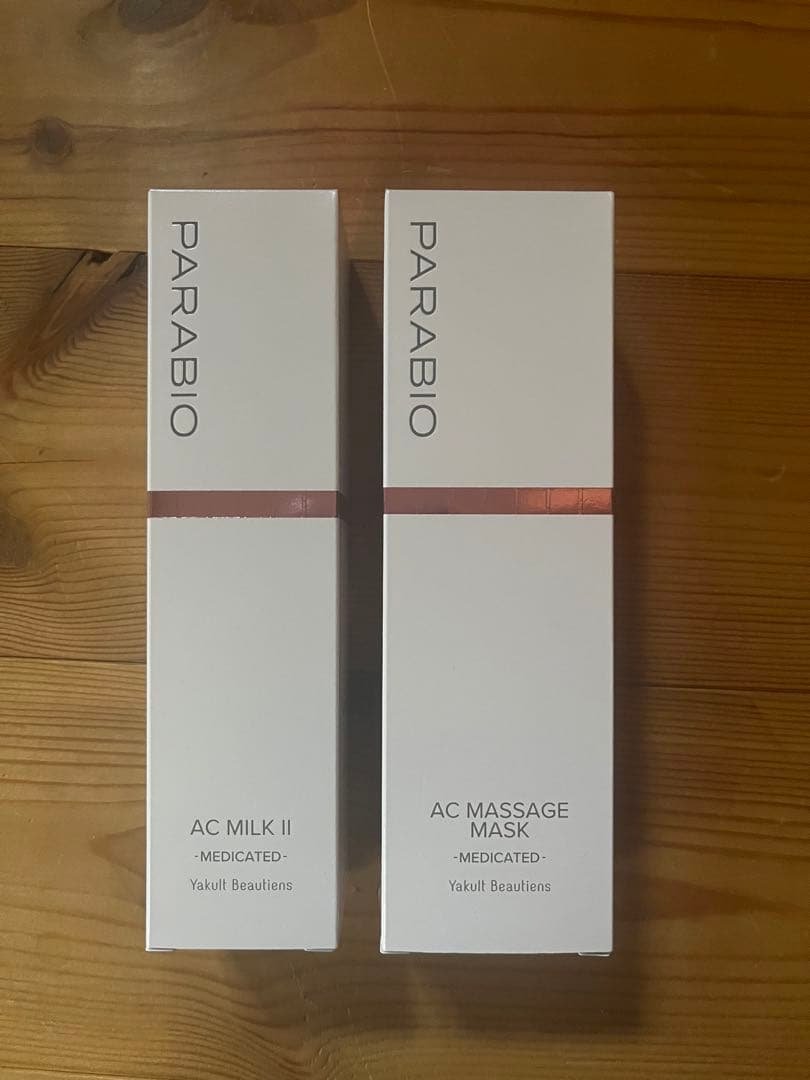 PARABIO
AC MILK II
-MEDICATED-
Yakult Beautiens
PARABIO
AC MASSAGE
MASK
-MEDICATED-
Yakult Beautiens